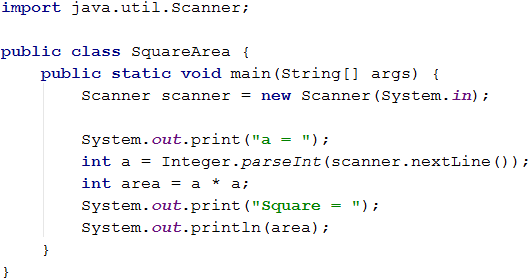 import java.util.Scanner;
public class SquareArea {
    public static void main(String[] args) {
        Scanner scanner = new Scanner(System.in);
        System.out.print("a = ");
        int a = Integer.parseInt(scanner.nextLine());
        int area = a * a;
        System.out.print("Square = ");
        System.out.println(area);
    }
}